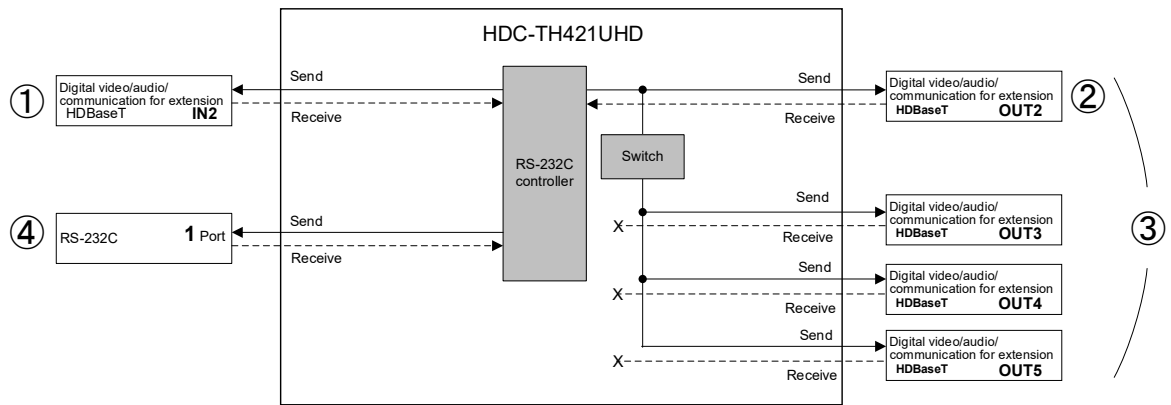 HDC-TH421UHD
①
Digital video/audio/
communication for extension
HDBaseT IN2
Send
Receive
④
RS-232C 1 Port
Send
Receive
RS-232C
controller
Switch
Send
Receive
Digital video/audio/
communication for extension
HDBaseT OUT2
②
Send
X
Receive
Digital video/audio/
communication for extension
HDBaseT OUT3
③
Send
X
Receive
Digital video/audio/
communication for extension
HDBaseT OUT4
Send
X
Receive
Digital video/audio/
communication for extension
HDBaseT OUT5